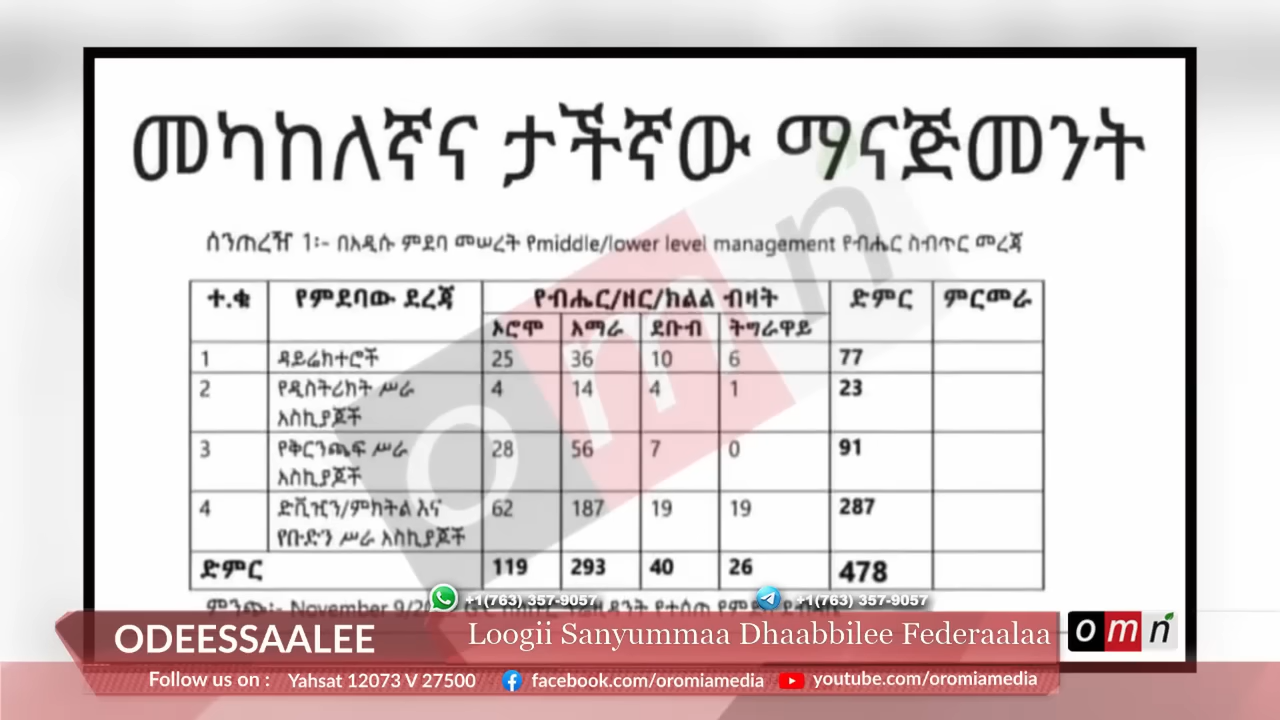 መካከለኛና ታችኛው ማናጅመንት
ሰንጠረዥ 1፡- በአዲሱ ምደባ መሠረት የmiddle/lower level management የብሔር ስብጥር መረጃ
ተ.ቁ የምደባው ደረጃ የብሔር/ዘር/ክልል ብዛት ድምር ምርመራ
ኦሮሞ አማራ ደቡብ ትግራዋይ
1 ዳይሬክተሮች 25 36 10 6 77
2 የዲስትሪክት ሥራ 4 14 4 1 23
አስኪያጆች
3 የቅርንጫፍ ሥራ 28 56 7 0 91
አስኪያጆች
4 ድቪዢን/ምክትል እና 62 187 19 19 287
የቡድን ሥራ አስኪያጆች
ድምር 119 293 40 26 478
ምንጭ፡- November 9/20
+1(763) 357-9057 +1(763) 357-9057
ODEESSAALEE Loogii Sanyummaa Dhaabbilee Federaalaa omn
Follow us on : Yahsat 12073 V 27500 facebook.com/oromiamedia youtube.com/oromiamedia
omn